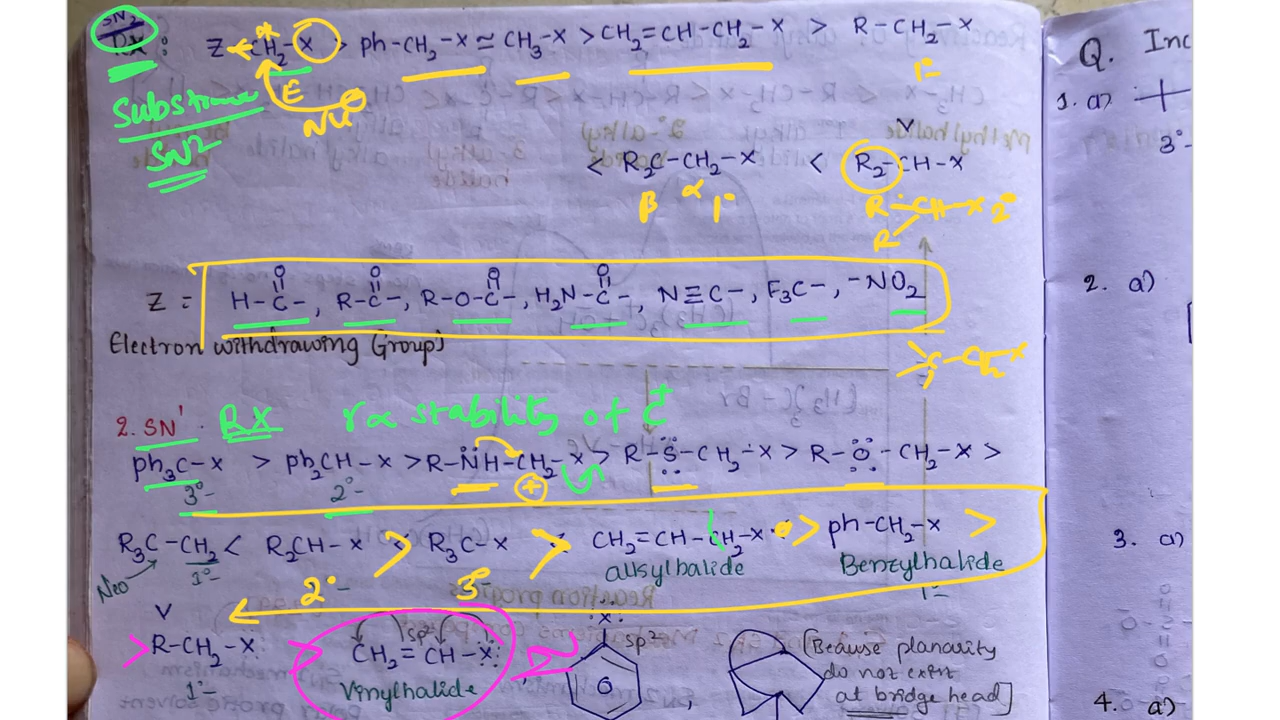 SN2
Rx: Z←CH2-X > ph-CH2-X ≃ CH3-X > CH2=CH-CH2-X > R-CH2-X
1°
Substrate
SN2
E
Nu
< R3C-CH2-X < R2-CH-X
β α 1°
R-CH-X 2°
R
Z = H-C(=O)-, R-C(=O)-, R-O-C(=O)-, H2N-C(=O)-, N≡C-, F3C-, -NO2
Electron withdrawing Group)
-C-CH2-X
2. SN'. RX r ∝ stability of C+
ph3C-X > ph2CH-X > R-N̈H-CH2-X > R-S̈-CH2-X > R-Ö-CH2-X >
3°- 2°- +
R3C-CH2 < R2CH-X < > R3C-X < > CH2=CH-CH2-X > ph-CH2-X >
Neo 1°- 2°- 3°- allylhalide Benzylhalide
>R-CH2-X > CH2=CH-X sp2 X sp2
1°- Vinylhalide
(Because planarity
do not exist
at bridge head]
Q. Inc
1. a)
3°-
2. a)
3. a)
4. a)